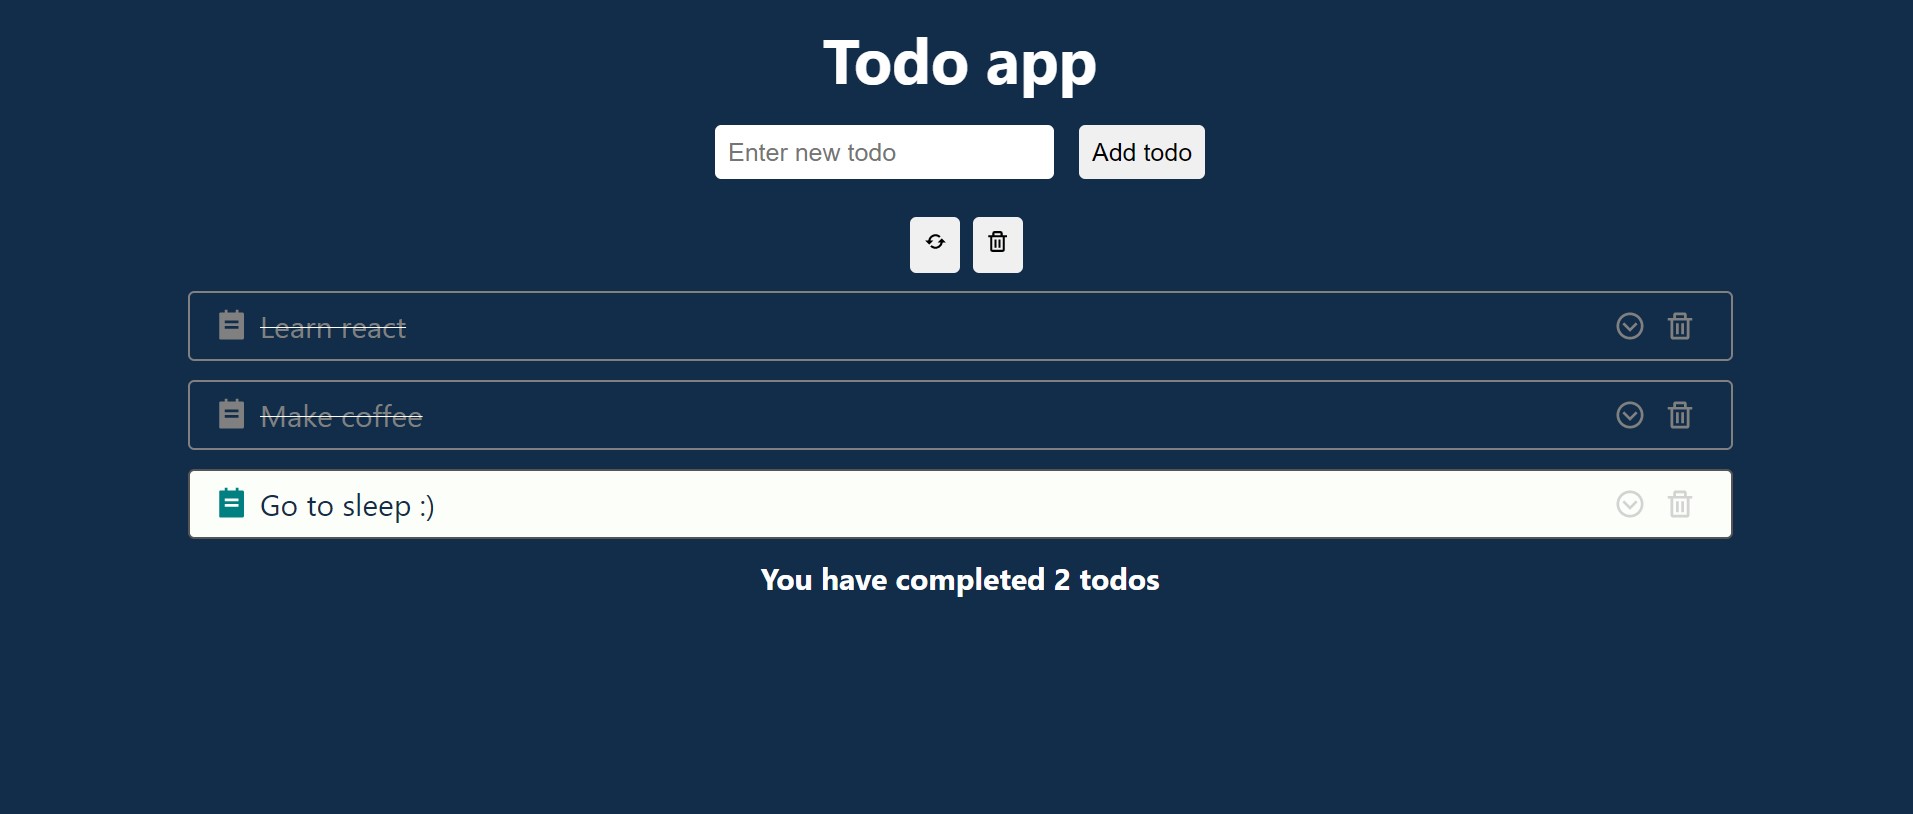 Todo app
Enter new todo
Add todo
Learn react
Make coffee
Go to sleep :)
You have completed 2 todos